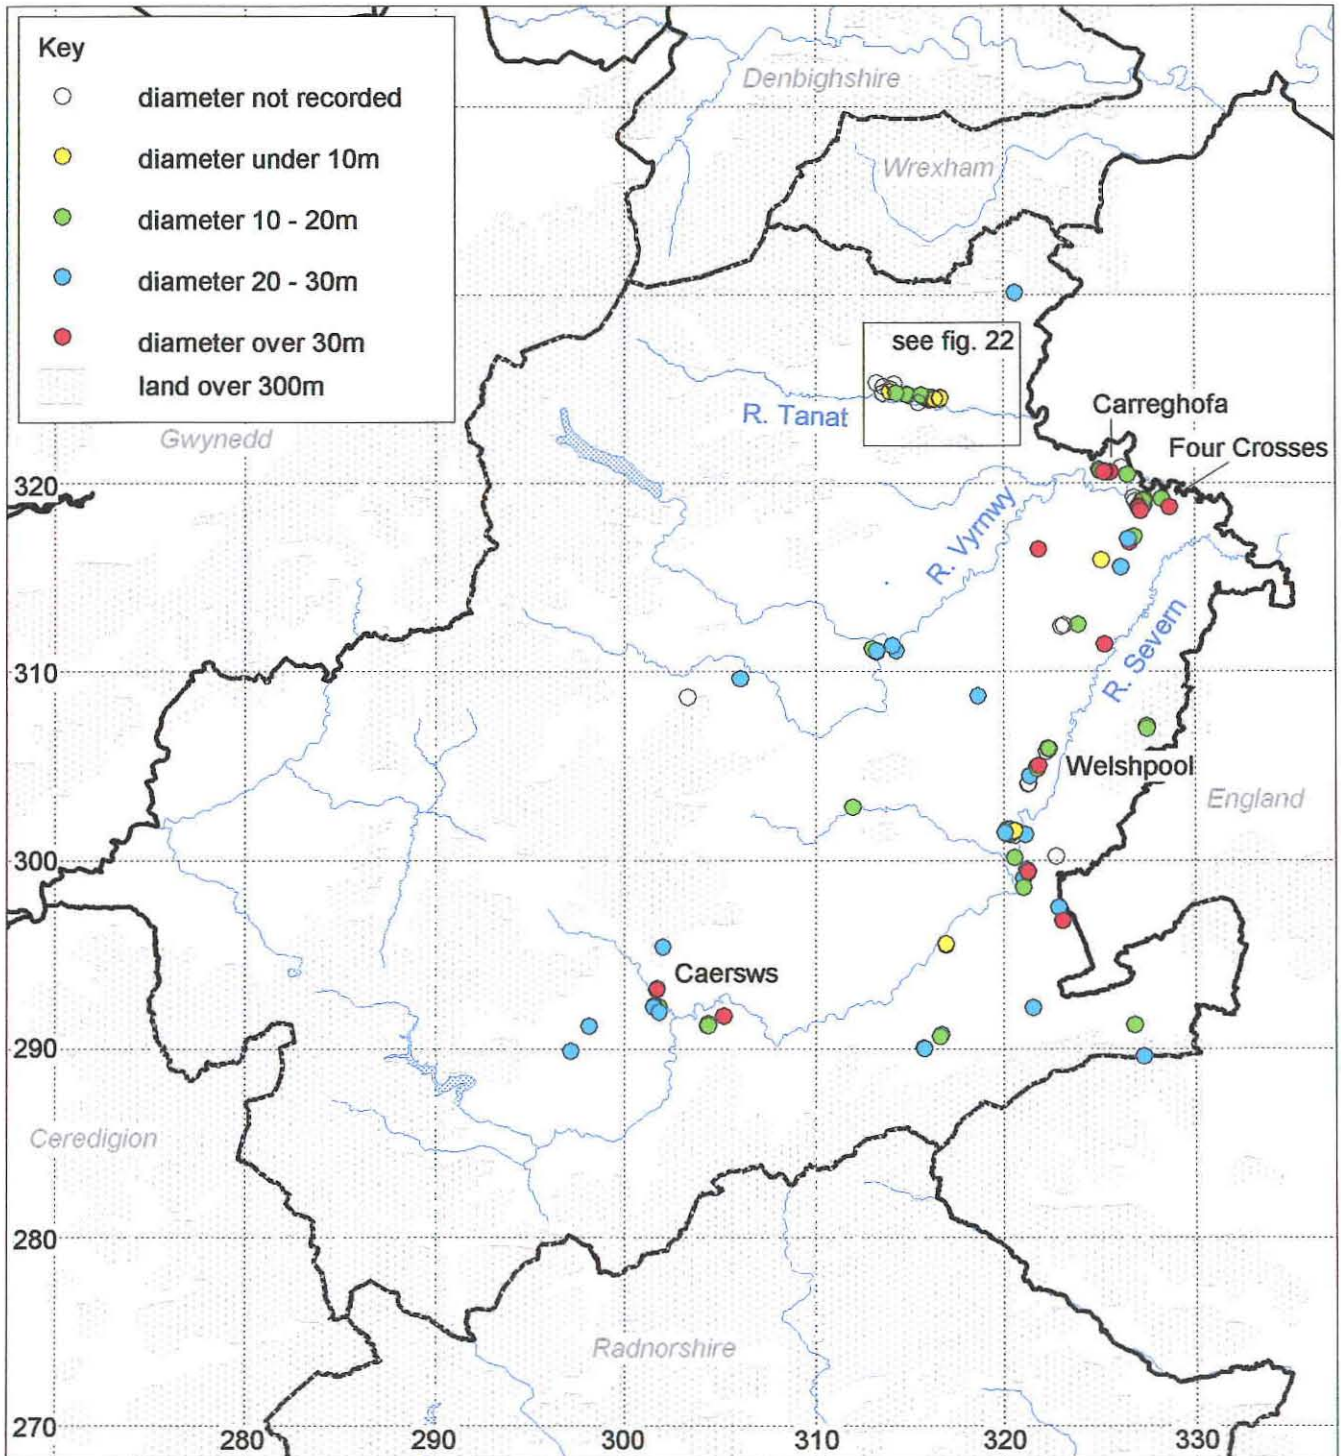 Key
diameter not recorded
diameter under 10m
diameter 10 - 20m
diameter 20 - 30m
diameter over 30m
land over 300m
Denbighshire
Wrexham
see fig. 22
R. Tanat
Carreghofa
Four Crosses
Gwynedd
320
R. Vyrnwy
R. Severn
310
Welshpool
England
300
Caersws
290
Ceredigion
280
Radnorshire
270
280
290
300
310
320
330